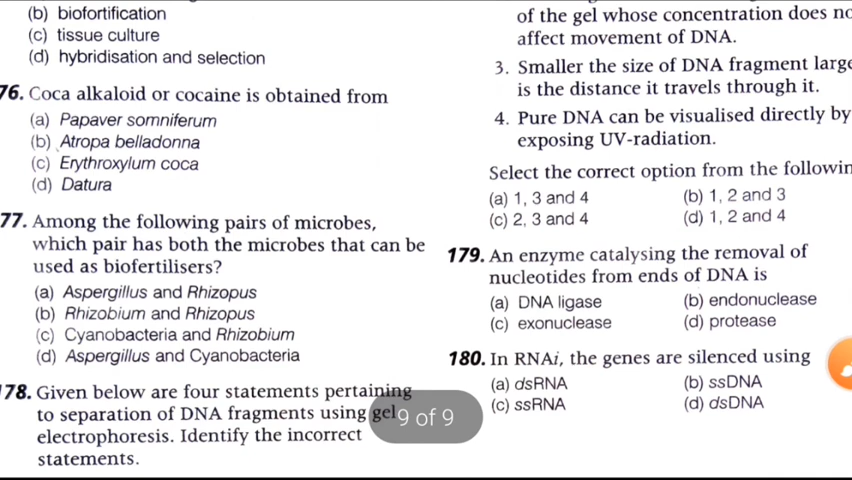 (b) biofortification
(c) tissue culture
(d) hybridisation and selection
76. Coca alkaloid or cocaine is obtained from
(a) Papaver somniferum
(b) Atropa belladonna
(c) Erythroxylum coca
(d) Datura
77. Among the following pairs of microbes,
which pair has both the microbes that can be
used as biofertilisers?
(a) Aspergillus and Rhizopus
(b) Rhizobium and Rhizopus
(c) Cyanobacteria and Rhizobium
(d) Aspergillus and Cyanobacteria
178. Given below are four statements pertaining
to separation of DNA fragments using gel
electrophoresis. Identify the incorrect
statements.
of the gel whose concentration does no
affect movement of DNA.
3. Smaller the size of DNA fragment large
is the distance it travels through it.
4. Pure DNA can be visualised directly by
exposing UV-radiation.
Select the correct option from the followin
(a) 1, 3 and 4 (b) 1, 2 and 3
(c) 2, 3 and 4 (d) 1, 2 and 4
179. An enzyme catalysing the removal of
nucleotides from ends of DNA is
(a) DNA ligase (b) endonuclease
(c) exonuclease (d) protease
180. In RNAi, the genes are silenced using
(a) dsRNA (b) ssDNA
(c) ssRNA (d) dsDNA
9 of 9